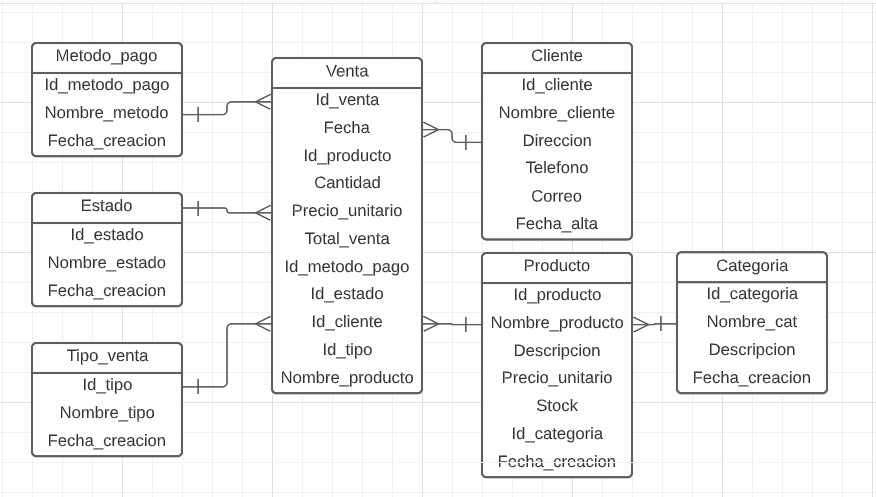 Metodo_pago
Id_metodo_pago
Nombre_metodo
Fecha_creacion
Estado
Id_estado
Nombre_estado
Fecha_creacion
Tipo_venta
Id_tipo
Nombre_tipo
Fecha_creacion
Venta
Id_venta
Fecha
Id_producto
Cantidad
Precio_unitario
Total_venta
Id_metodo_pago
Id_estado
Id_cliente
Id_tipo
Nombre_producto
Cliente
Id_cliente
Nombre_cliente
Direccion
Telefono
Correo
Fecha_alta
Producto
Id_producto
Nombre_producto
Descripcion
Precio_unitario
Stock
Id_categoria
Fecha_creacion
Categoria
Id_categoria
Nombre_cat
Descripcion
Fecha_creacion